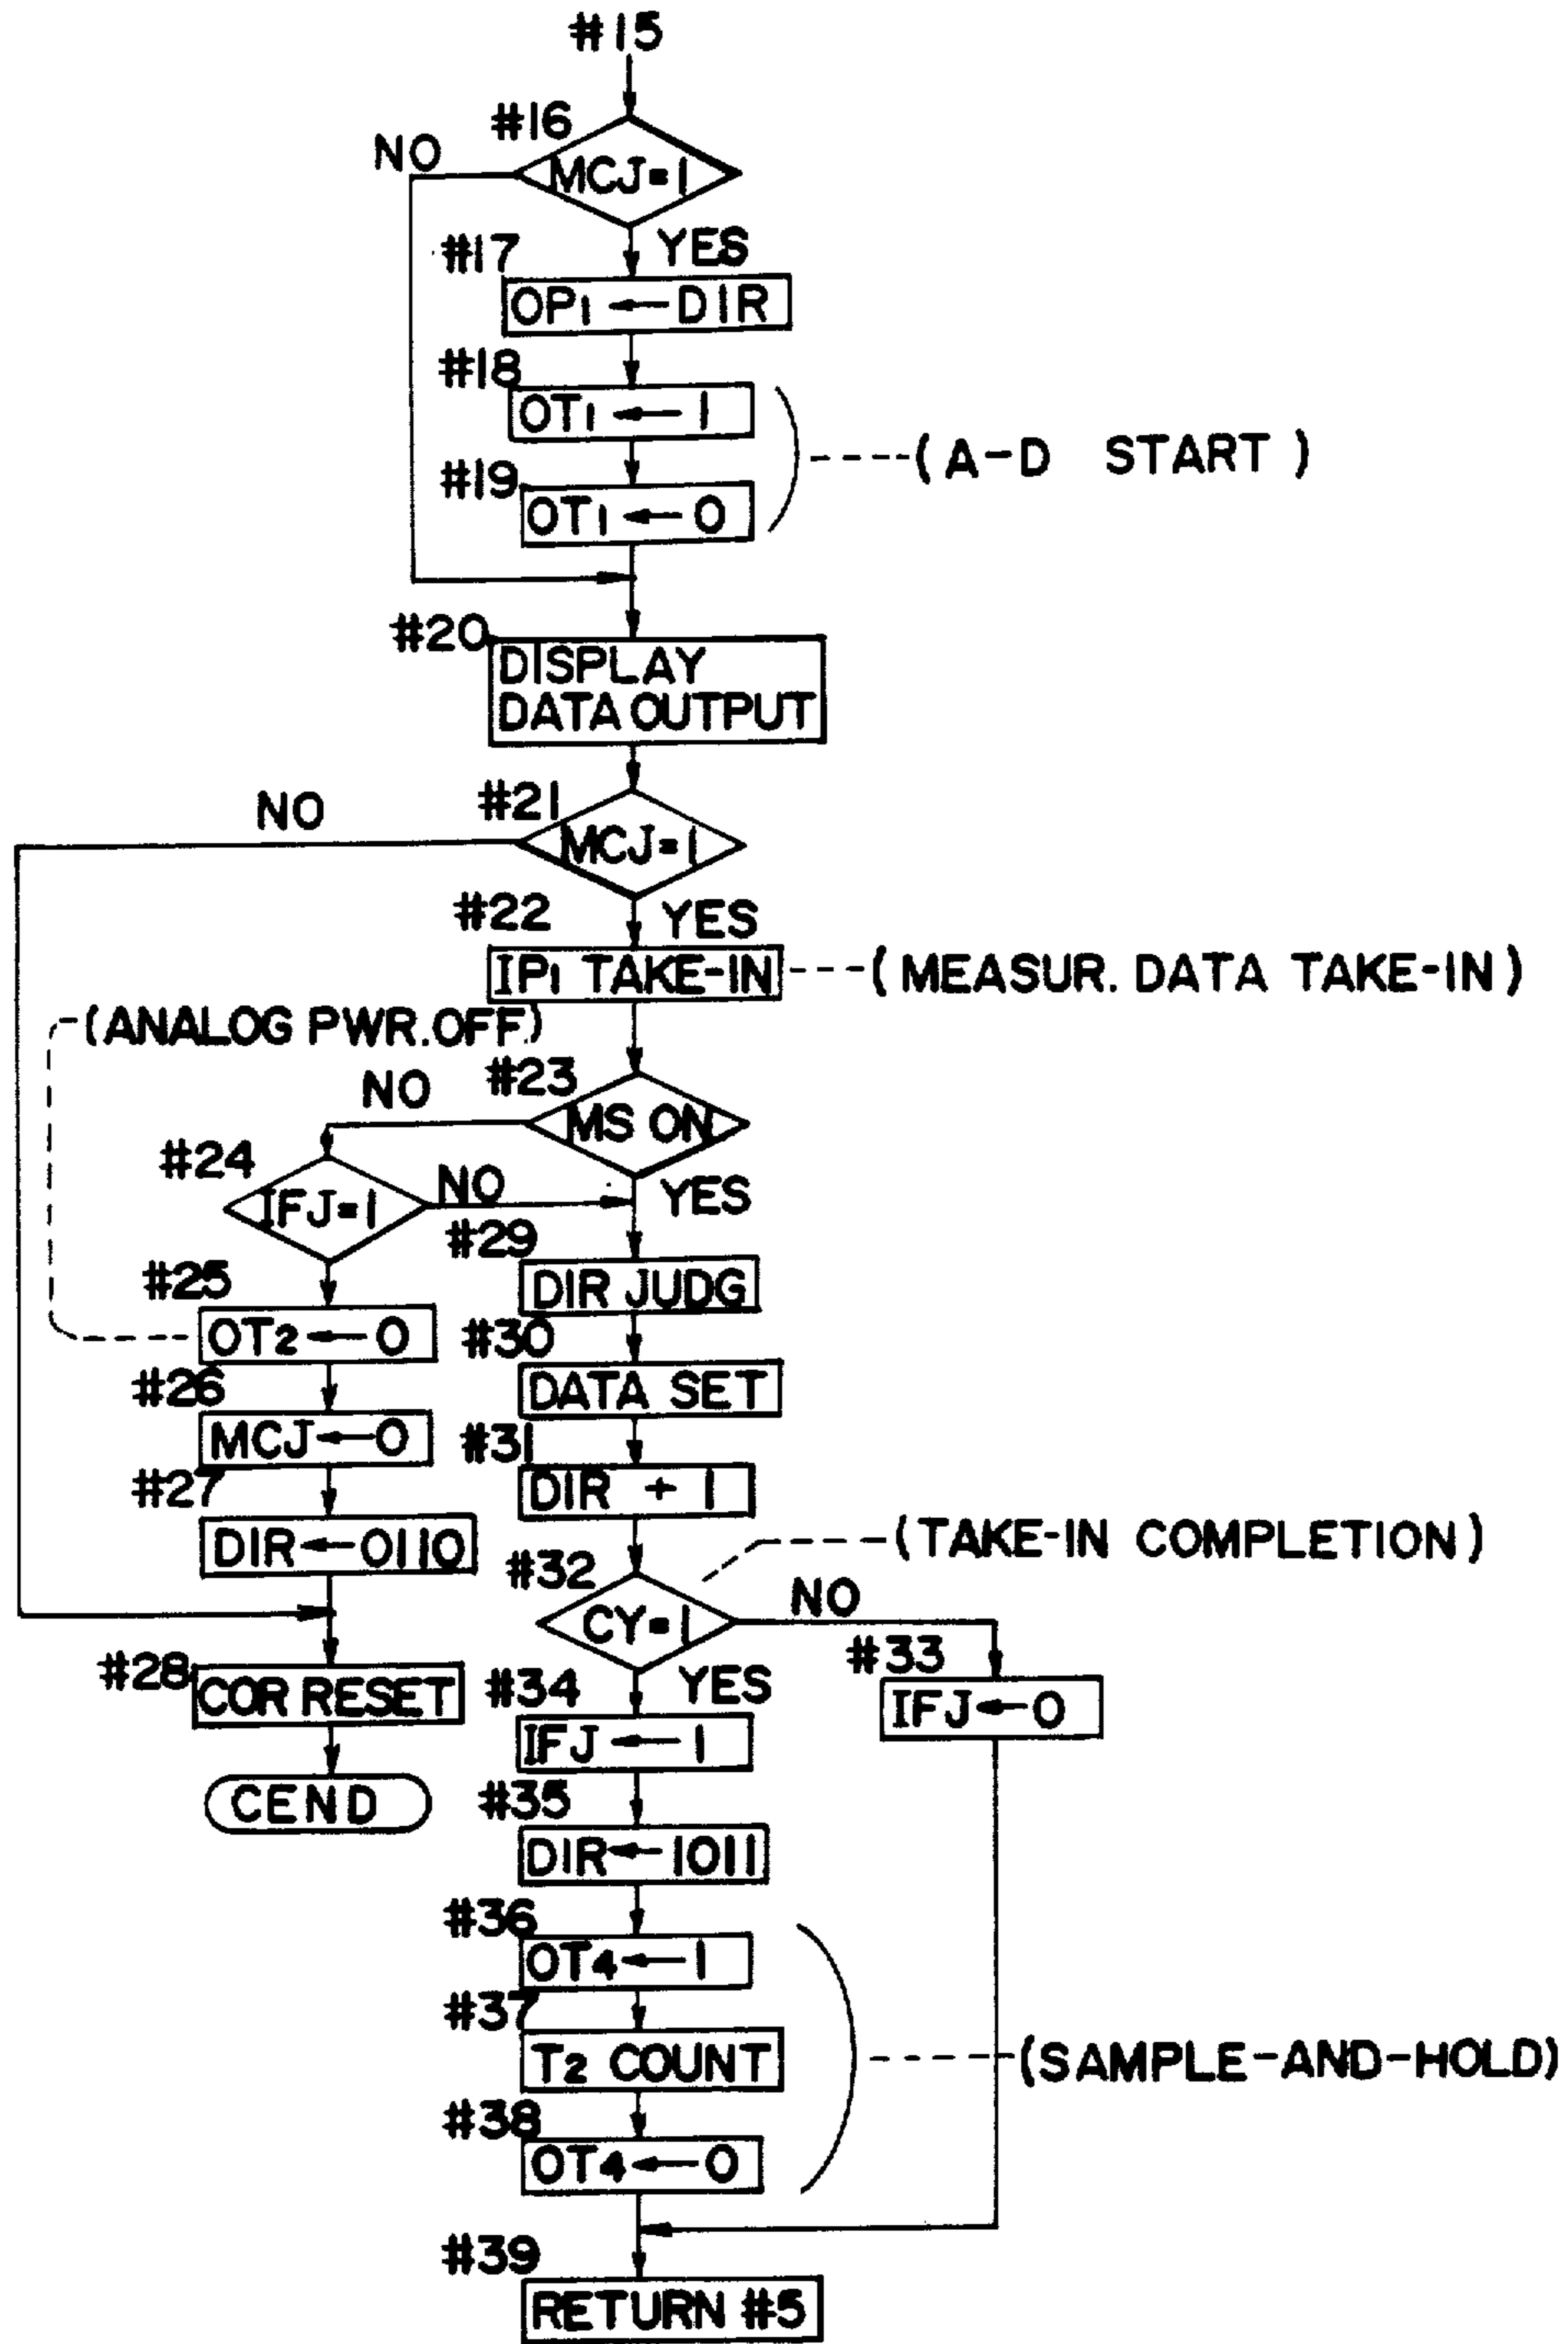 #15
#16
NO
MCJ=1
#17
YES
OP1 ← DIR
#18
OT1 ← 1
(A-D START)
#19
OT1 ← 0
#20
DISPLAY
DATA OUTPUT
#21
NO
MCJ=1
#22
YES
IP1 TAKE-IN
(MEASUR. DATA TAKE-IN)
(ANALOG PWR.OFF)
#23
NO
MS ON
#24
IFJ=1
NO
YES
#29
DIR JUDG
#25
OT2 ← 0
#30
DATA SET
#26
MCJ ← 0
#31
DIR + 1
#27
DIR ← 0110
(TAKE-IN COMPLETION)
#32
CY=1
NO
#33
IFJ ← 0
#28
COR RESET
YES
#34
IFJ ← 1
CEND
#35
DIR ← 1011
#36
OT4 ← 1
#37
T2 COUNT
(SAMPLE-AND-HOLD)
#38
OT4 ← 0
#39
RETURN #5